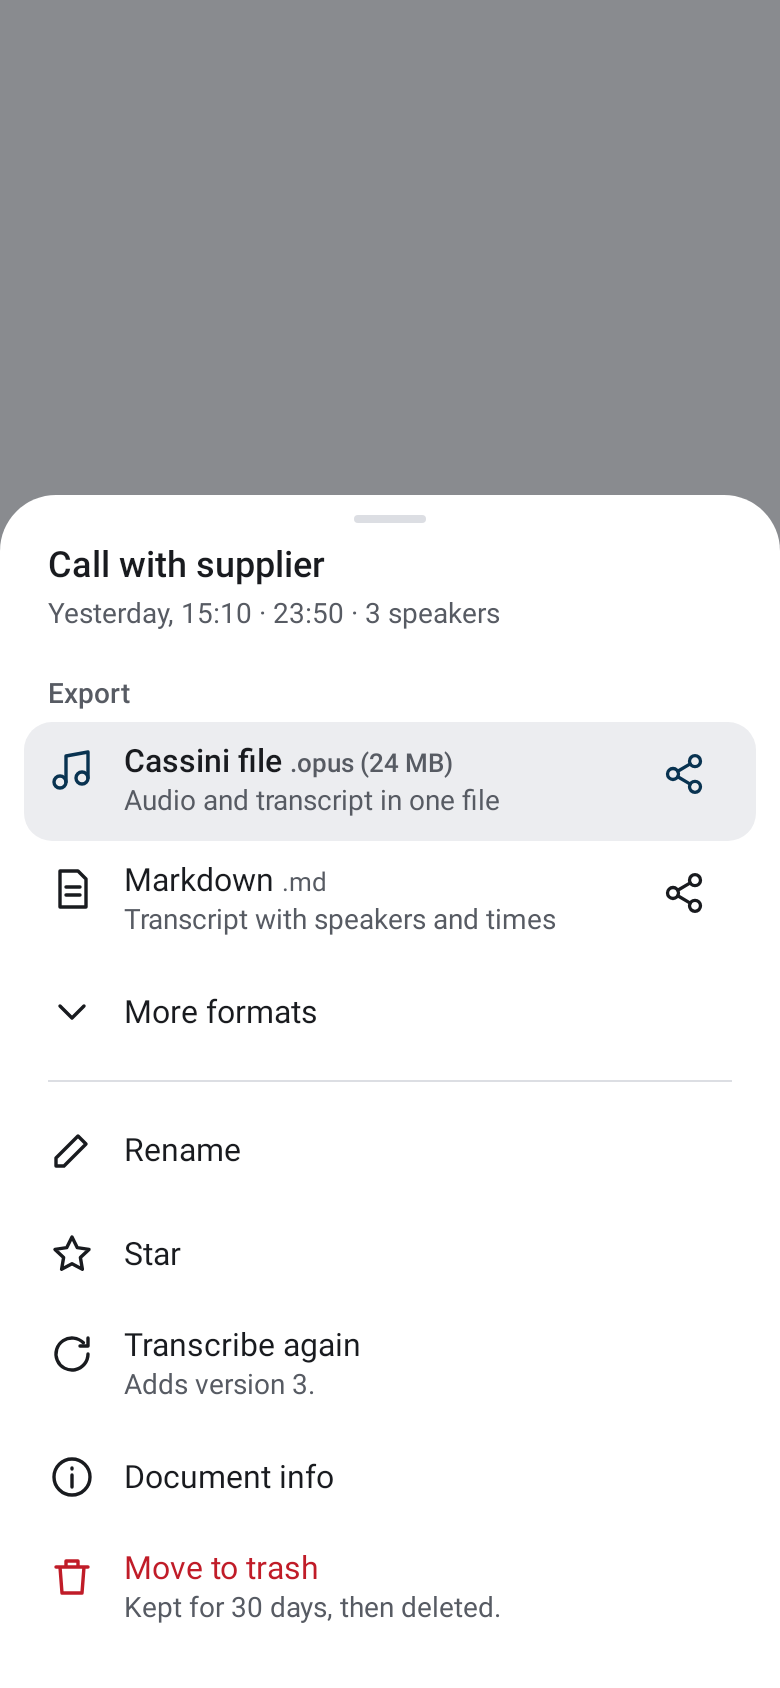 Call with supplier
Yesterday, 15:10 · 23:50 · 3 speakers
Export
Cassini file .opus (24 MB)
Audio and transcript in one file
Markdown .md
Transcript with speakers and times
More formats
Rename
Star
Transcribe again
Adds version 3.
Document info
Move to trash
Kept for 30 days, then deleted.